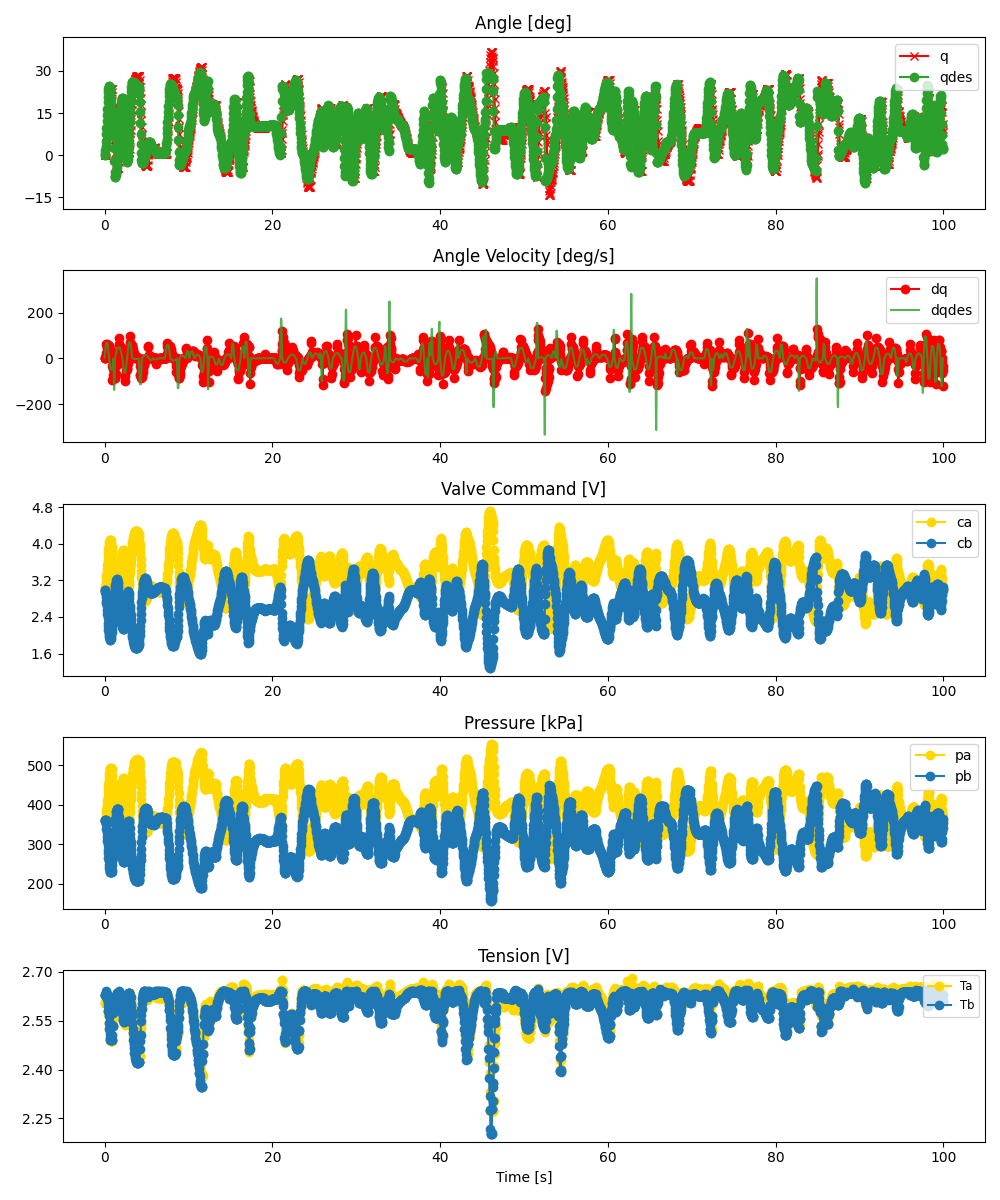 Angle [deg]
30
15
0
−15
q
qdes
0 20 40 60 80 100
Angle Velocity [deg/s]
200
0
−200
dq
dqdes
0 20 40 60 80 100
Valve Command [V]
4.8
4.0
3.2
2.4
1.6
ca
cb
0 20 40 60 80 100
Pressure [kPa]
500
400
300
200
pa
pb
0 20 40 60 80 100
Tension [V]
2.70
2.55
2.40
2.25
Ta
Tb
0 20 40 60 80 100
Time [s]